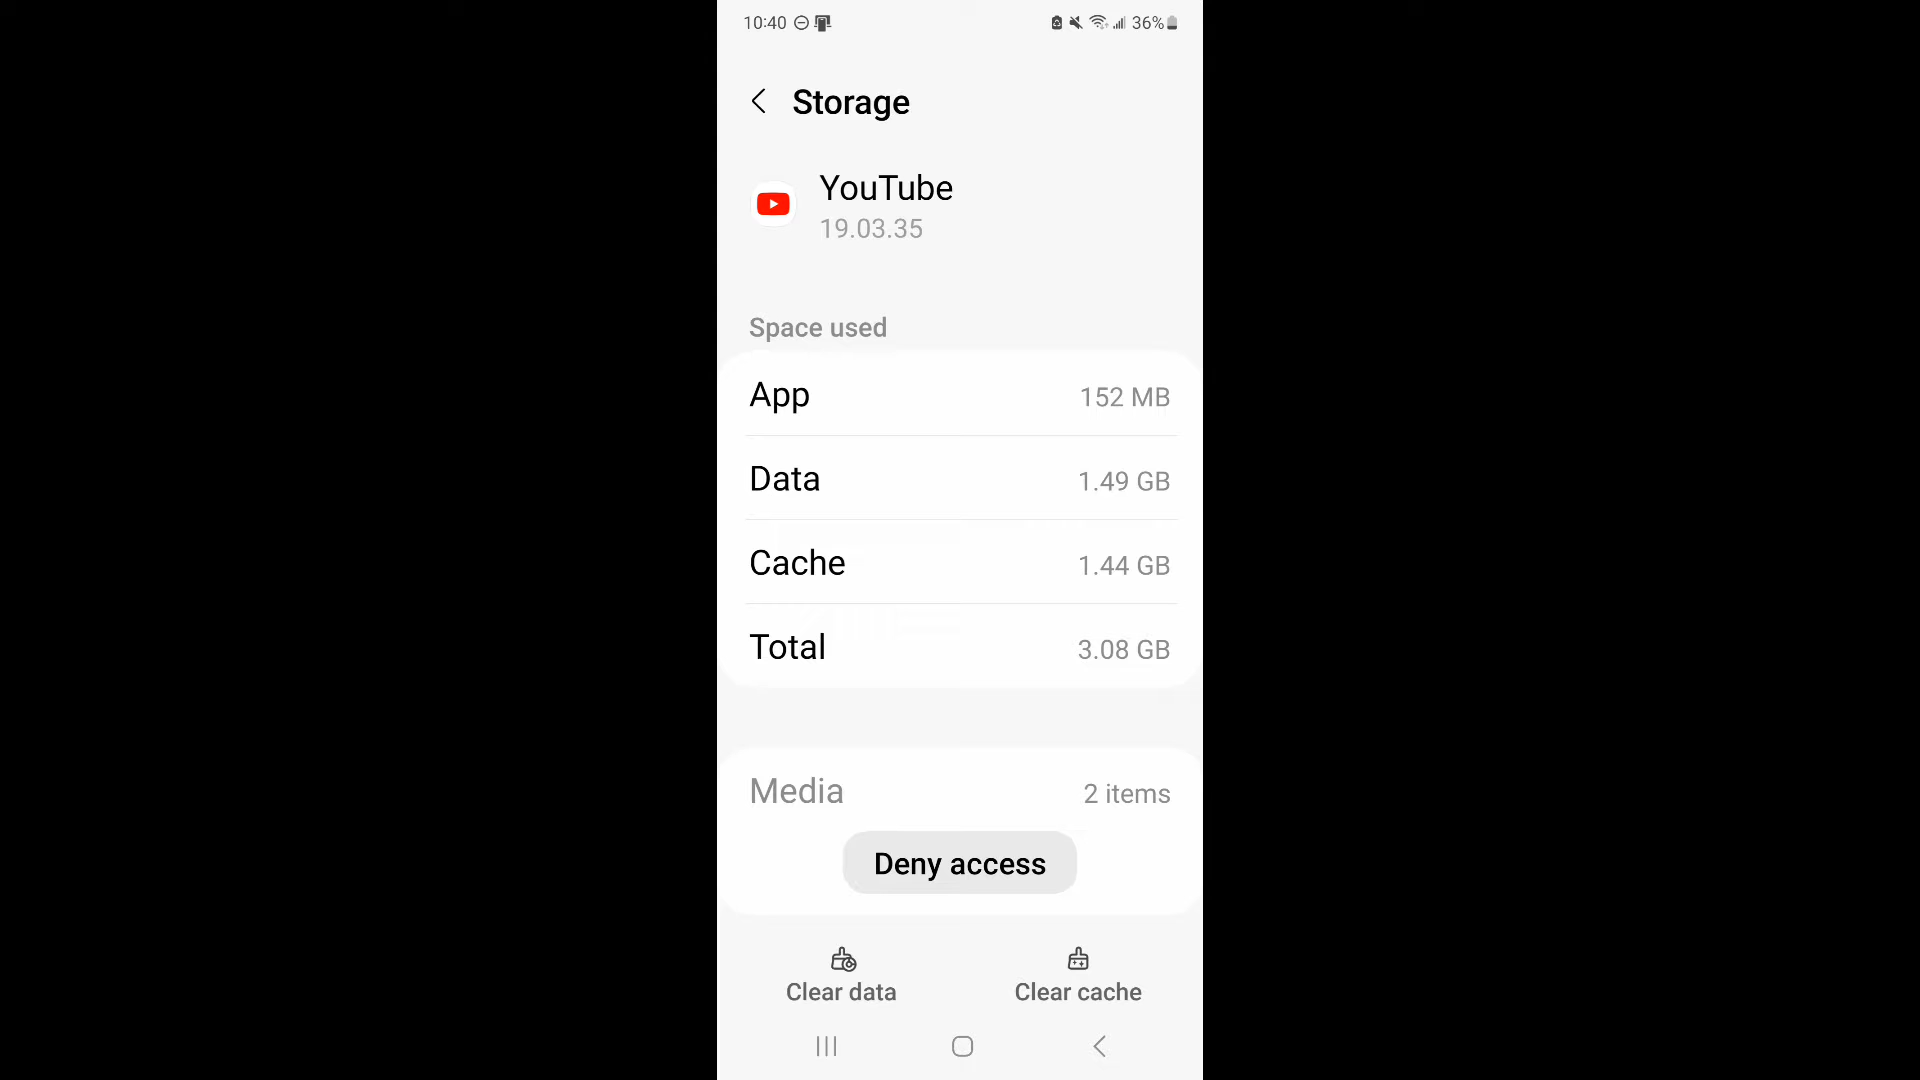 10:40 36%
Storage
YouTube
19.03.35
Space used
App 152 MB
Data 1.49 GB
Cache 1.44 GB
Total 3.08 GB
Media 2 items
Deny access
Clear data Clear cache